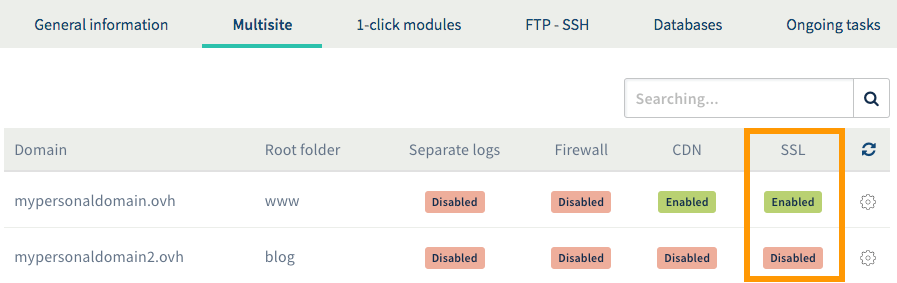 General information Multisite 1-click modules FTP - SSH Databases Ongoing tasks
Searching...
Domain Root folder Separate logs Firewall CDN SSL
mypersonaldomain.ovh www Disabled Disabled Enabled Enabled
mypersonaldomain2.ovh blog Disabled Disabled Disabled Disabled